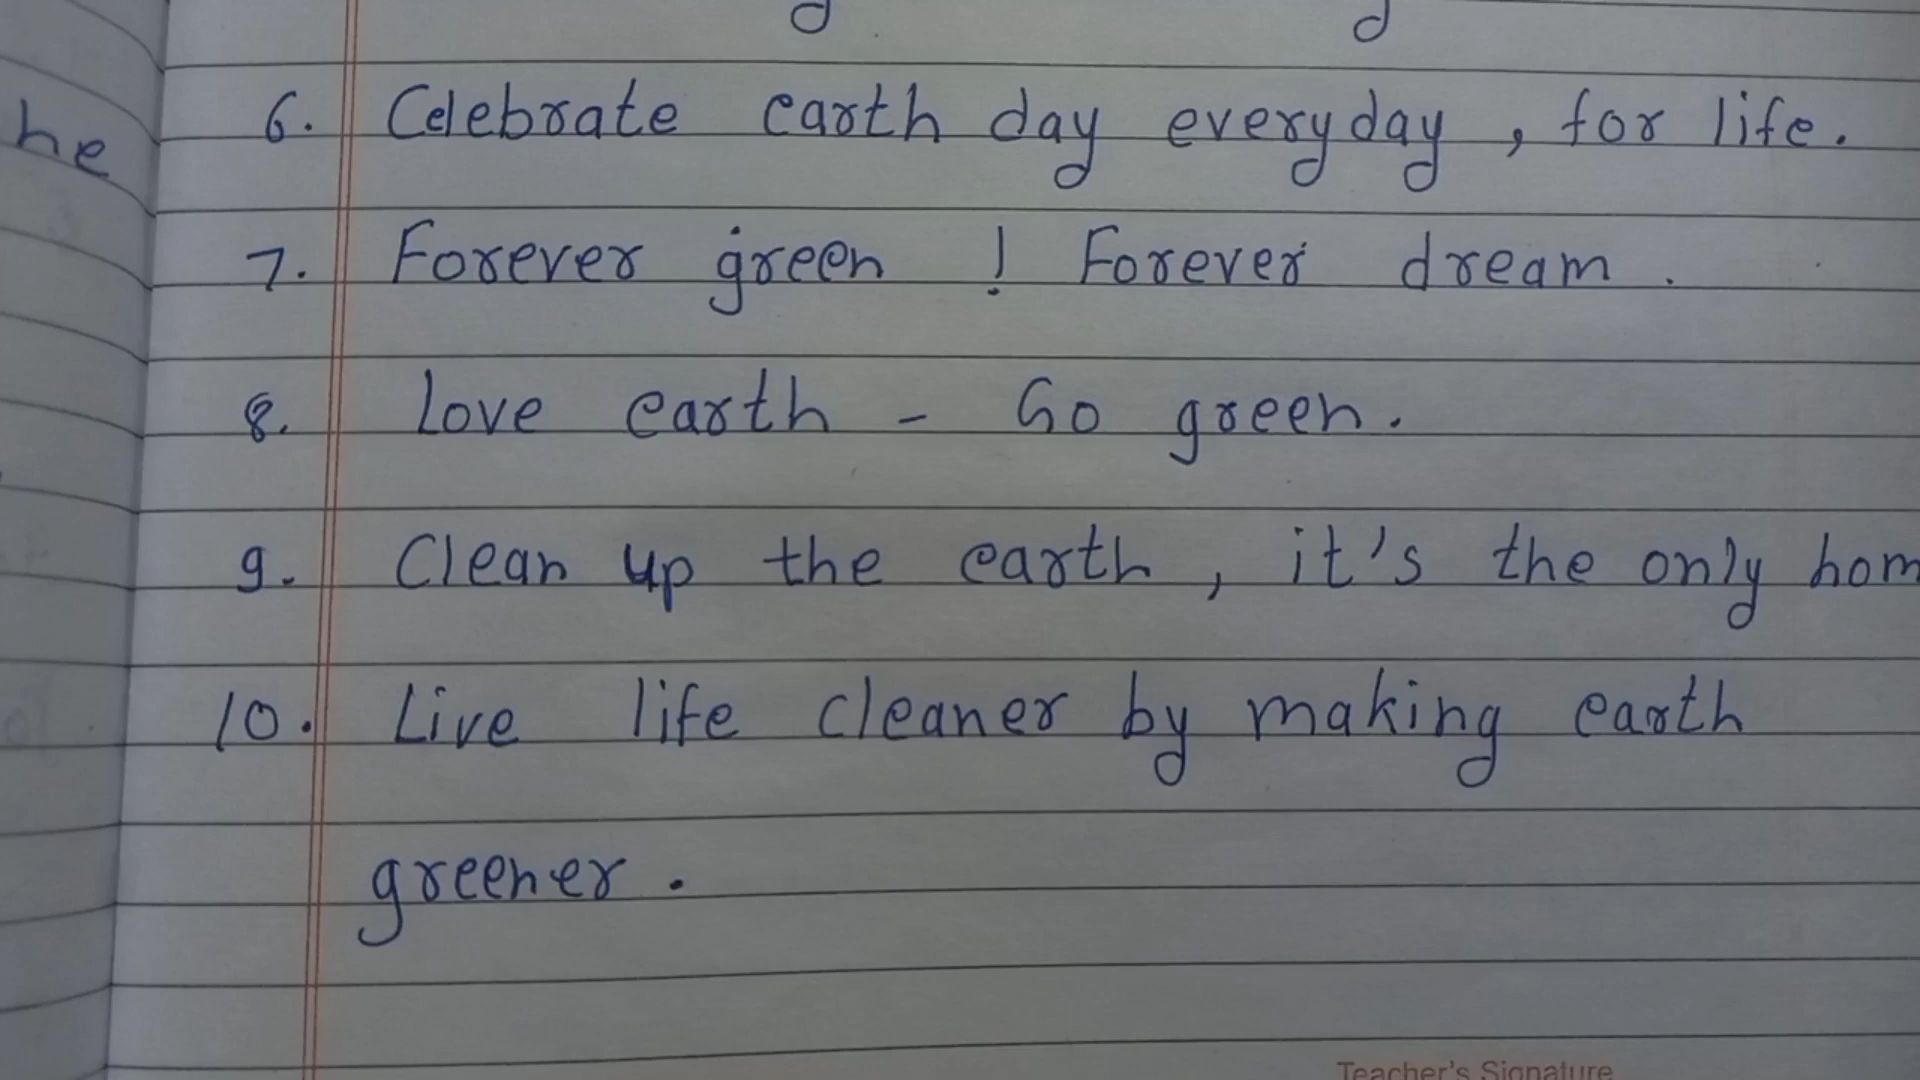 he
6. Celebrate earth day everyday, for life.
7. Forever green ! Forever dream.
8. Love earth - Go green.
9. Clean up the earth, it's the only hom
10. Live life cleaner by making earth
greener.
Teacher's Signature